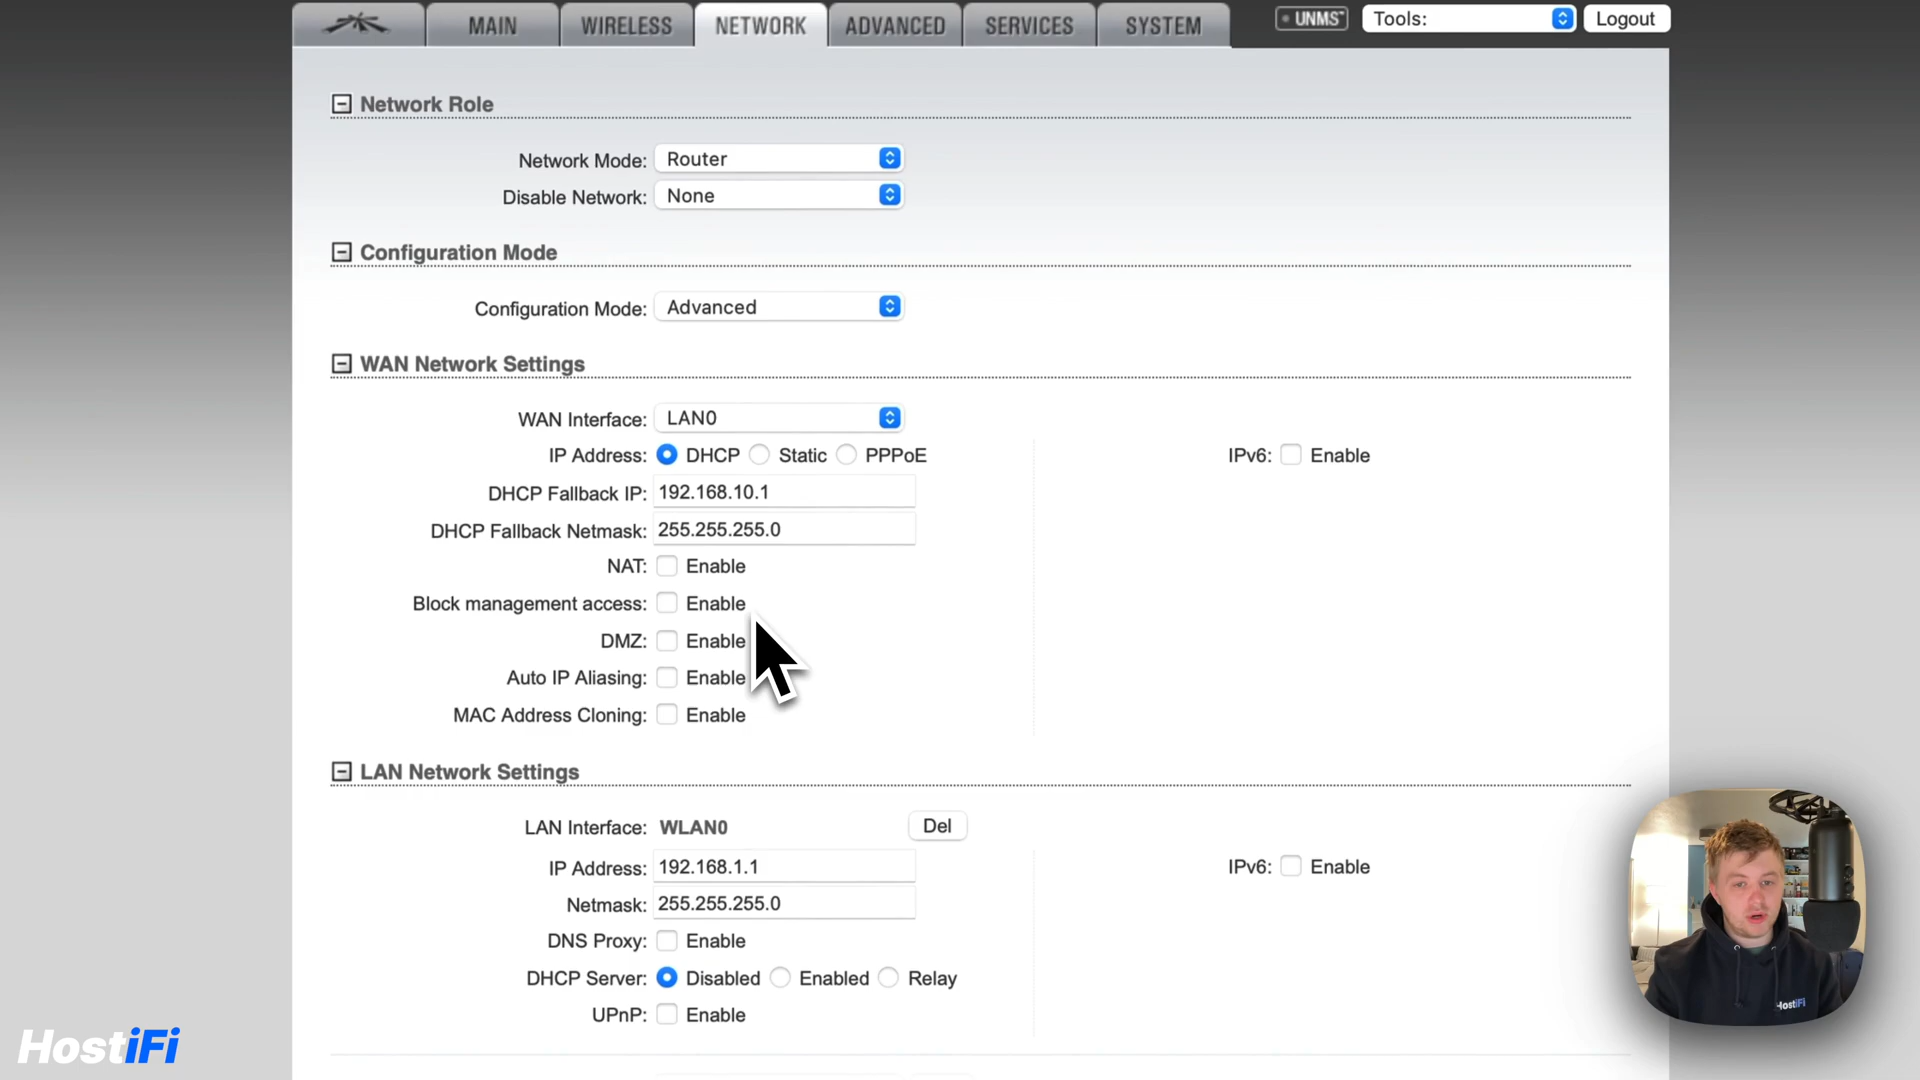 MAIN
WIRELESS
NETWORK
ADVANCED
SERVICES
SYSTEM
UNMS™
Tools:
Logout
Network Role
Network Mode: Router
Disable Network: None
Configuration Mode
Configuration Mode: Advanced
WAN Network Settings
WAN Interface: LAN0
IP Address: DHCP Static PPPoE
IPv6: Enable
DHCP Fallback IP: 192.168.10.1
DHCP Fallback Netmask: 255.255.255.0
NAT: Enable
Block management access: Enable
DMZ: Enable
Auto IP Aliasing: Enable
MAC Address Cloning: Enable
LAN Network Settings
LAN Interface: WLAN0 Del
IP Address: 192.168.1.1
IPv6: Enable
Netmask: 255.255.255.0
DNS Proxy: Enable
DHCP Server: Disabled Enabled Relay
UPnP: Enable
HostiFi
HostiFi